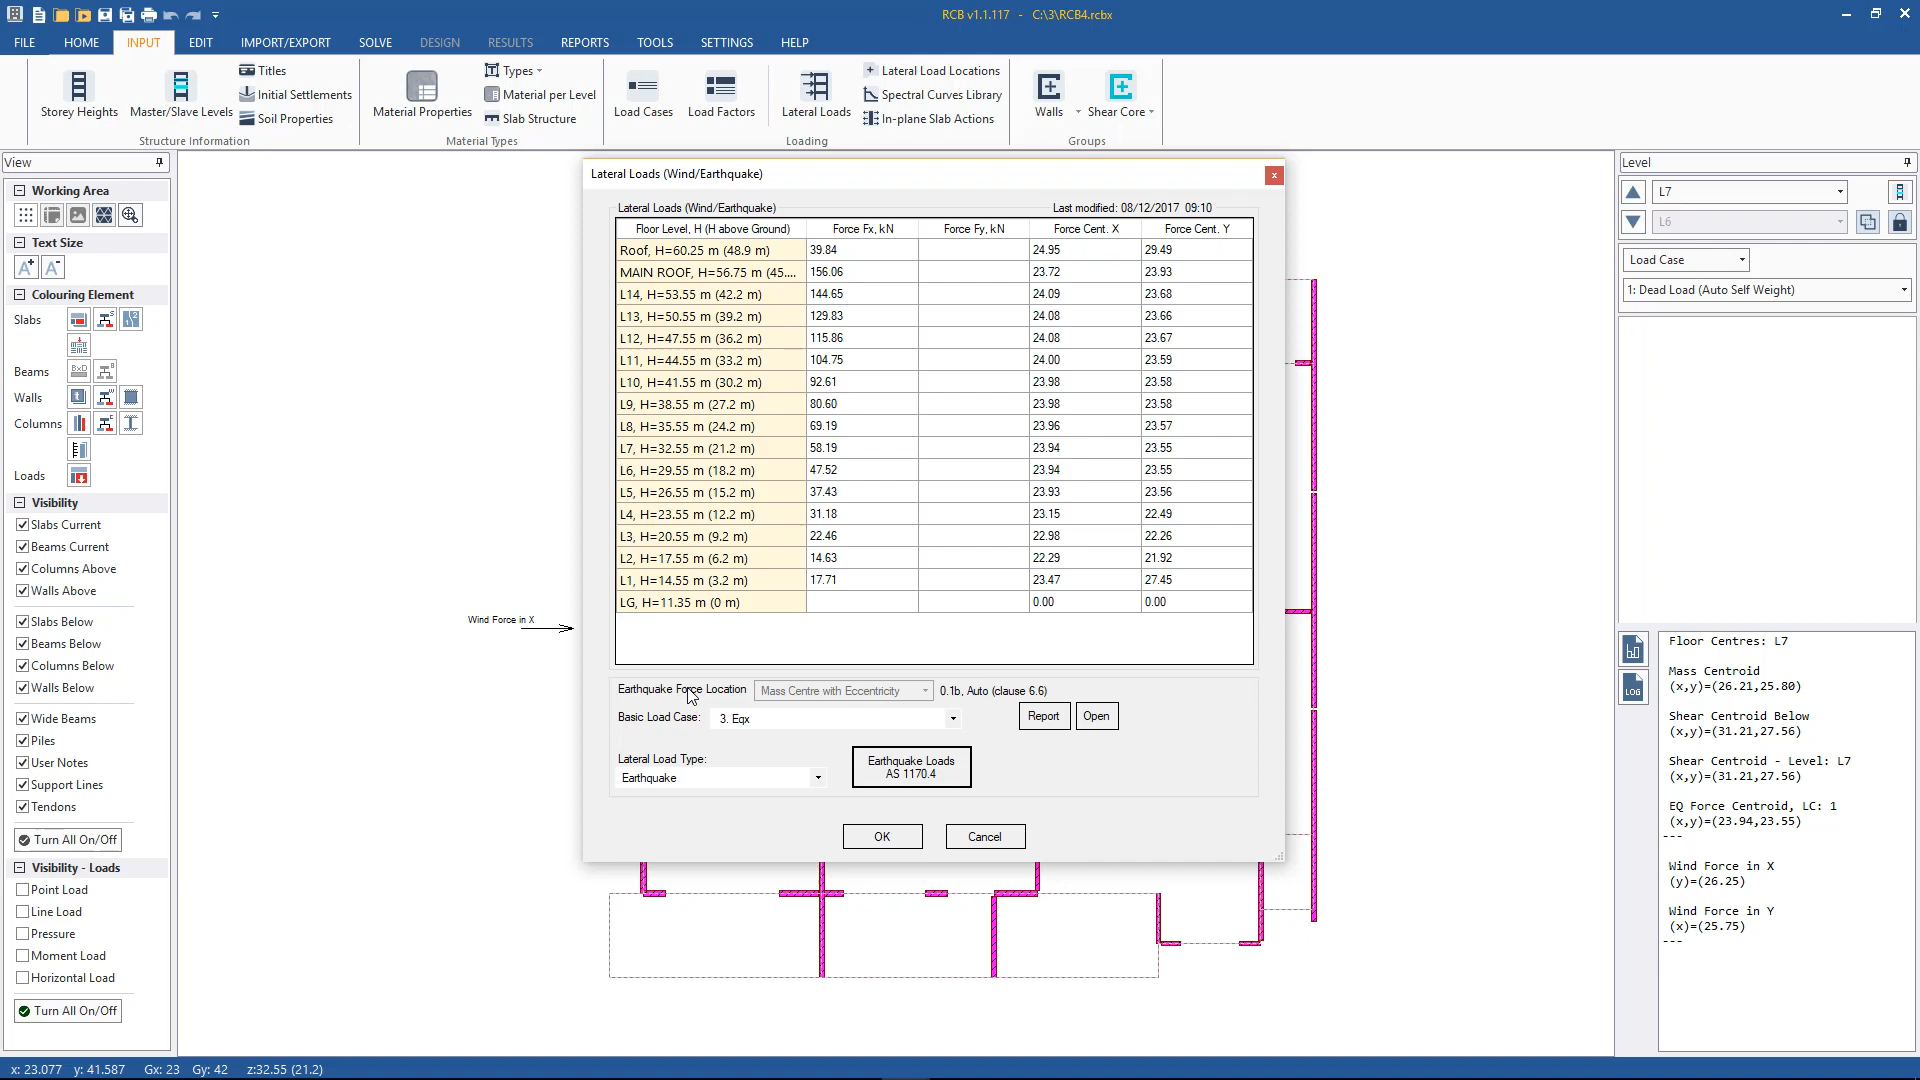 RCB v1.1.117 - C:\3\RCB4.rcbx
FILE HOME INPUT EDIT IMPORT/EXPORT SOLVE DESIGN RESULTS REPORTS TOOLS SETTINGS HELP
Storey Heights
Master/Slave Levels
Titles
Initial Settlements
Soil Properties
Structure Information
Material Properties
Types
Material per Level
Slab Structure
Material Types
Load Cases
Load Factors
Lateral Loads
Lateral Load Locations
Spectral Curves Library
In-plane Slab Actions
Loading
Walls
Shear Core
Groups
View
Working Area
Text Size
A+ A-
Colouring Element
Slabs
Beams
BxD
Walls
Columns
Loads
Visibility
Slabs Current
Beams Current
Columns Above
Walls Above
Slabs Below
Beams Below
Columns Below
Walls Below
Wide Beams
Piles
User Notes
Support Lines
Tendons
Turn All On/Off
Visibility - Loads
Point Load
Line Load
Pressure
Moment Load
Horizontal Load
Turn All On/Off
Wind Force in X
Lateral Loads (Wind/Earthquake)
x
Lateral Loads (Wind/Earthquake) Last modified: 08/12/2017 09:10
Floor Level, H (H above Ground) Force Fx, kN Force Fy, kN Force Cent. X Force Cent. Y
Roof, H=60.25 m (48.9 m) 39.84 24.95 29.49
MAIN ROOF, H=56.75 m (45.... 156.06 23.72 23.93
L14, H=53.55 m (42.2 m) 144.65 24.09 23.68
L13, H=50.55 m (39.2 m) 129.83 24.08 23.66
L12, H=47.55 m (36.2 m) 115.86 24.08 23.67
L11, H=44.55 m (33.2 m) 104.75 24.00 23.59
L10, H=41.55 m (30.2 m) 92.61 23.98 23.58
L9, H=38.55 m (27.2 m) 80.60 23.98 23.58
L8, H=35.55 m (24.2 m) 69.19 23.96 23.57
L7, H=32.55 m (21.2 m) 58.19 23.94 23.55
L6, H=29.55 m (18.2 m) 47.52 23.94 23.55
L5, H=26.55 m (15.2 m) 37.43 23.93 23.56
L4, H=23.55 m (12.2 m) 31.18 23.15 22.49
L3, H=20.55 m (9.2 m) 22.46 22.98 22.26
L2, H=17.55 m (6.2 m) 14.63 22.29 21.92
L1, H=14.55 m (3.2 m) 17.71 23.47 27.45
LG, H=11.35 m (0 m) 0.00 0.00
Earthquake Force Location Mass Centre with Eccentricity 0.1b, Auto (clause 6.6)
Basic Load Case: 3. Eqx Report Open
Lateral Load Type:
Earthquake
Earthquake Loads
AS 1170.4
OK Cancel
Level
L7
L6
Load Case
1: Dead Load (Auto Self Weight)
LOG
Floor Centres: L7
Mass Centroid
(x,y)=(26.21,25.80)
Shear Centroid Below
(x,y)=(31.21,27.56)
Shear Centroid - Level: L7
(x,y)=(31.21,27.56)
EQ Force Centroid, LC: 1
(x,y)=(23.94,23.55)
---
Wind Force in X
(y)=(26.25)
Wind Force in Y
(x)=(25.75)
---
x: 23.077 y: 41.587 Gx: 23 Gy: 42 z:32.55 (21.2)